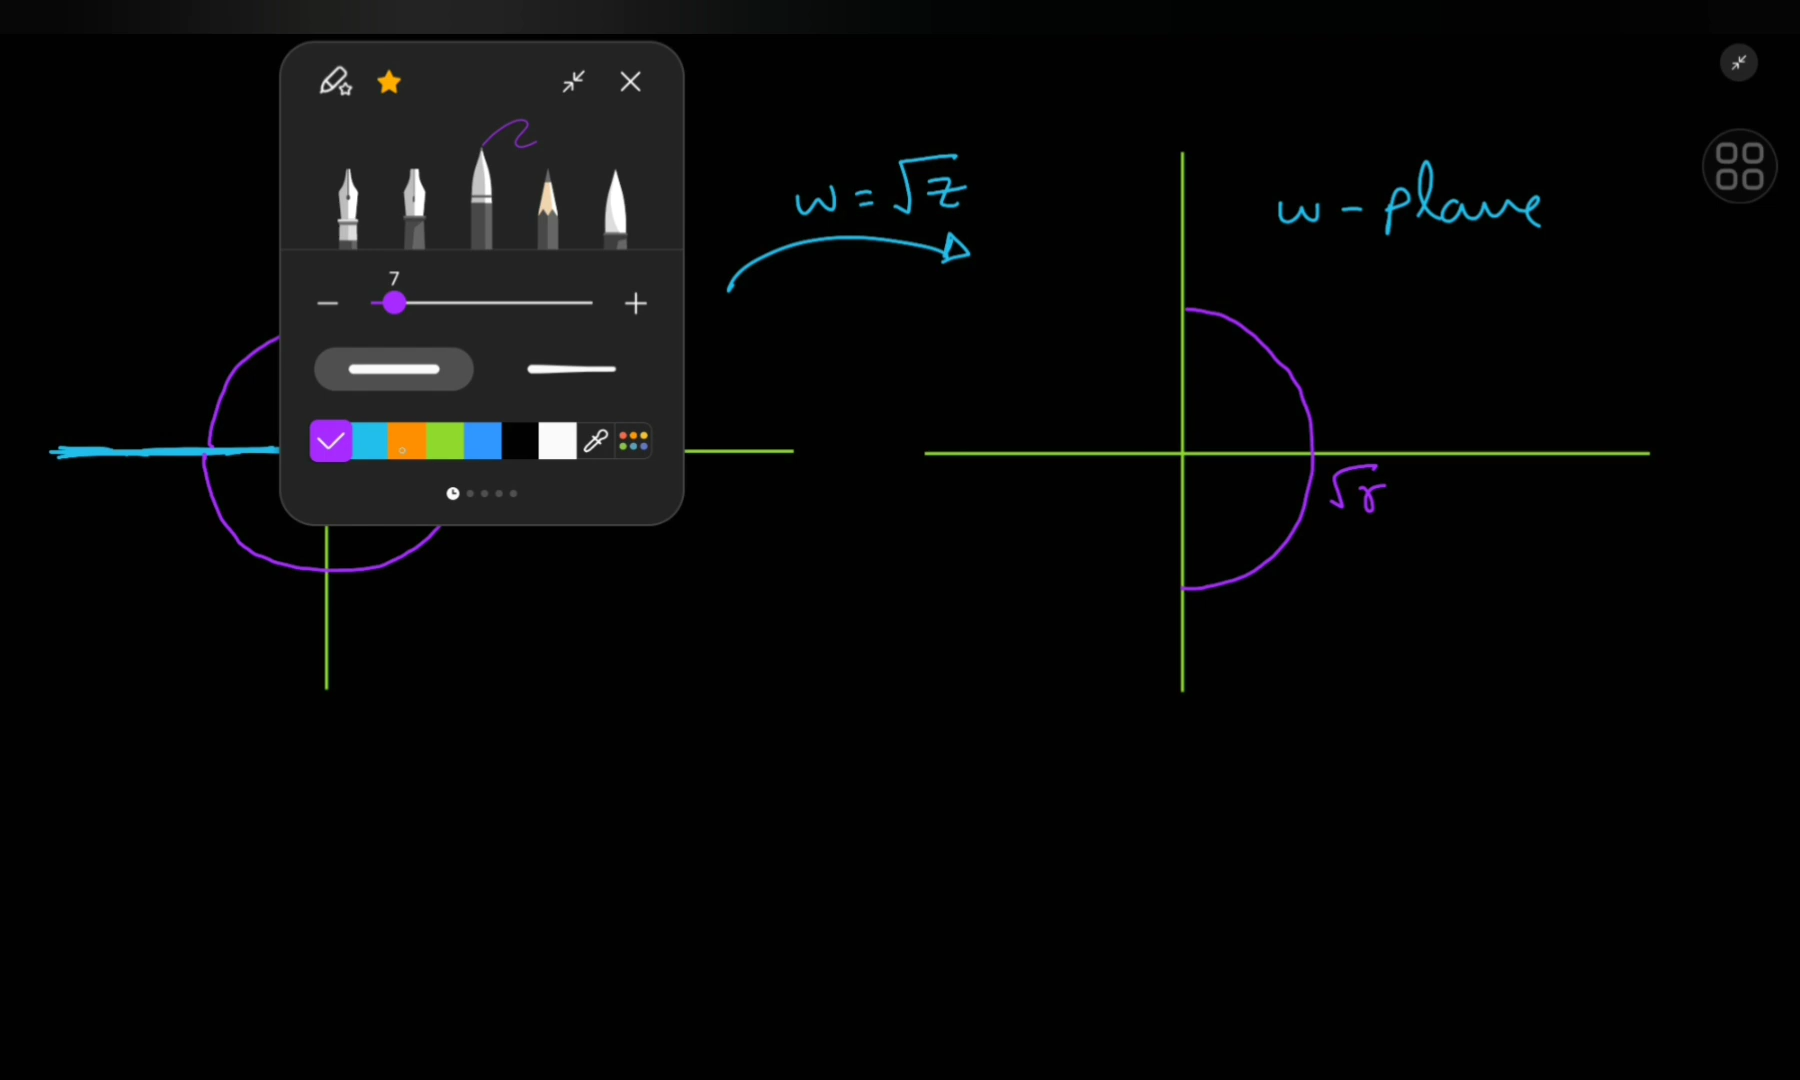 7
w = √z
w - plane
√r